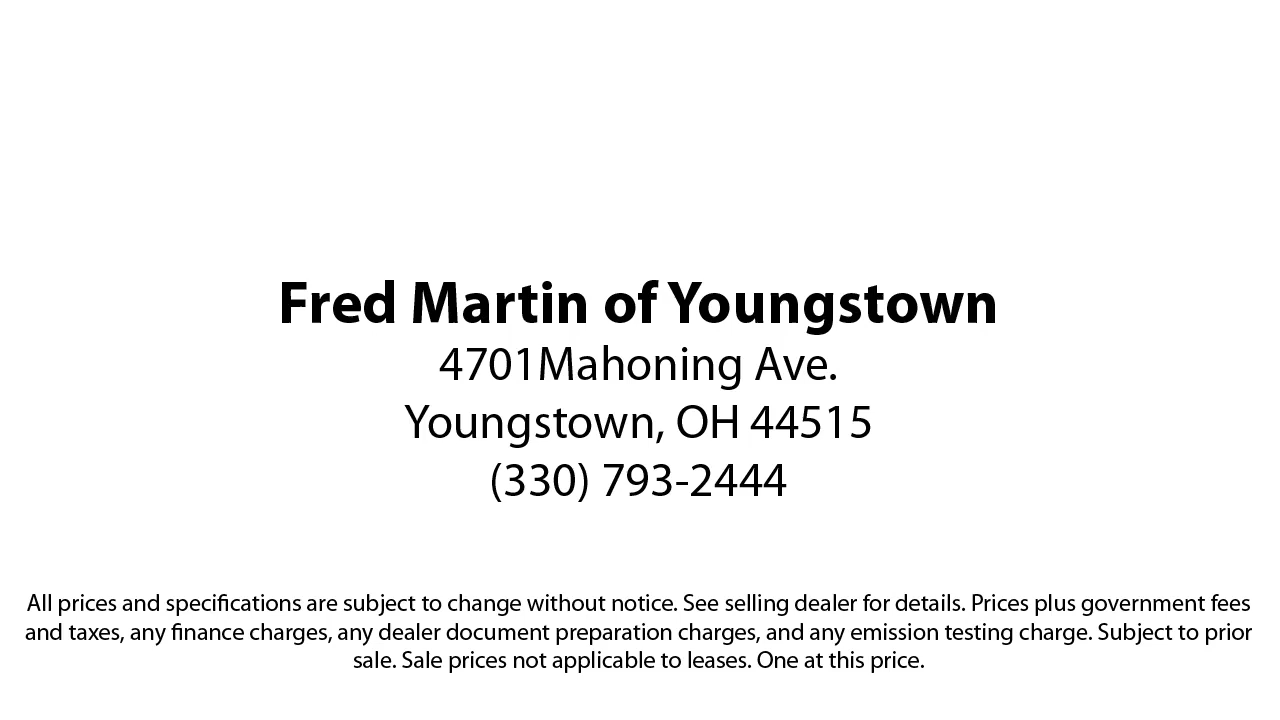 Fred Martin of Youngstown
4701Mahoning Ave.
Youngstown, OH 44515
(330) 793-2444
All prices and specifications are subject to change without notice. See selling dealer for details. Prices plus government fees
and taxes, any finance charges, any dealer document preparation charges, and any emission testing charge. Subject to prior
sale. Sale prices not applicable to leases. One at this price.